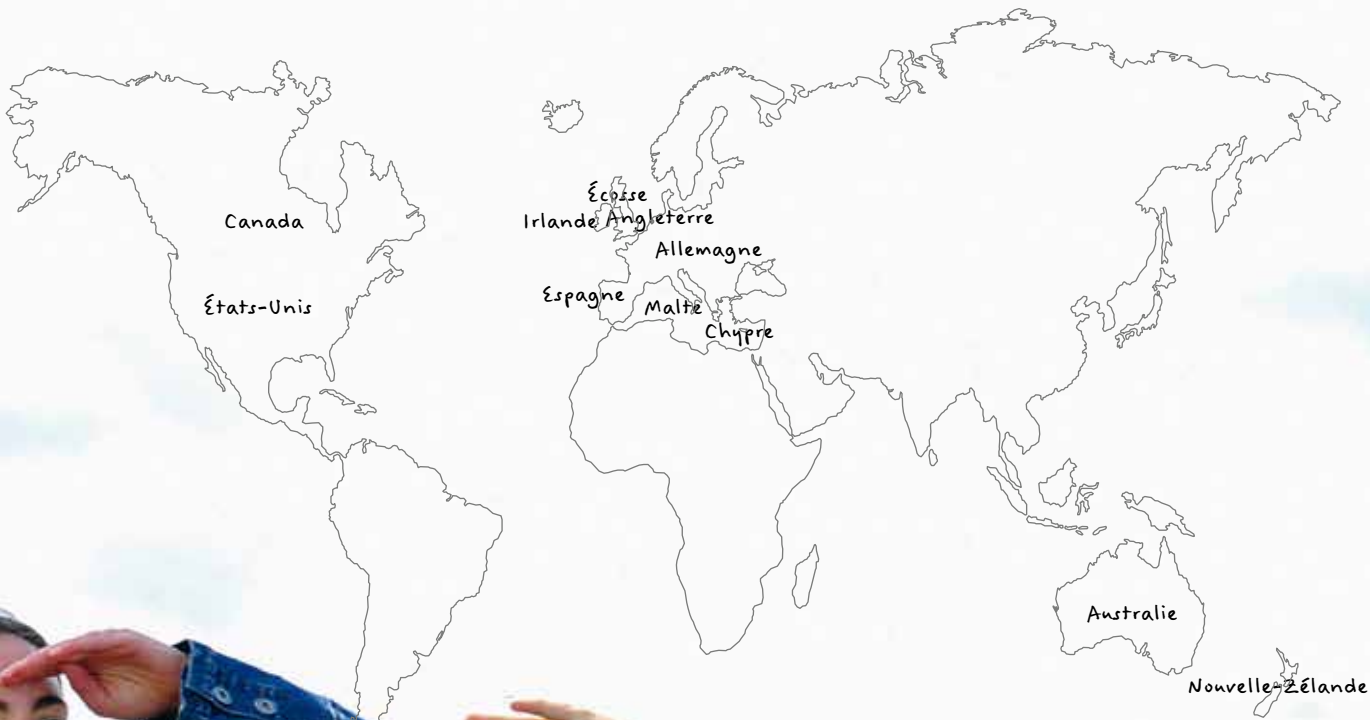 Écosse
Irlande Angleterre
Canada
Allemagne
États-Unis
Espagne
Malte
Chypre
Australie
Nouvelle-Zélande